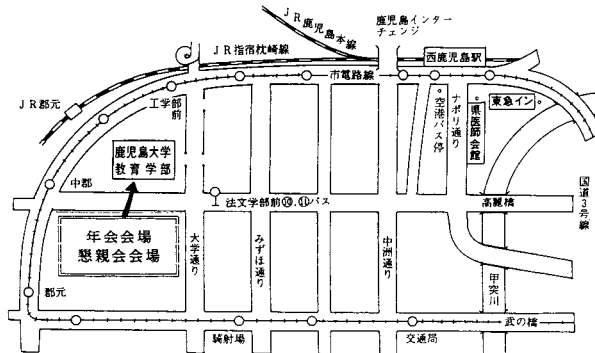 JR鹿児島本線
鹿児島インター
チェンジ
JR指宿枕崎線
西鹿児島駅
市電路線
JR郡元
工学部
前
空港バス停
ナポリ通り
県医師会館
東急イン
鹿児島大学
教育学部
中郡
法文学部前⑩,⑪バス
高麗橋
国道3号線
年会会場
懇親会会場
大学通り
みずほ通り
中洲通り
甲突川
郡元
騎射場
交通局
武の橋